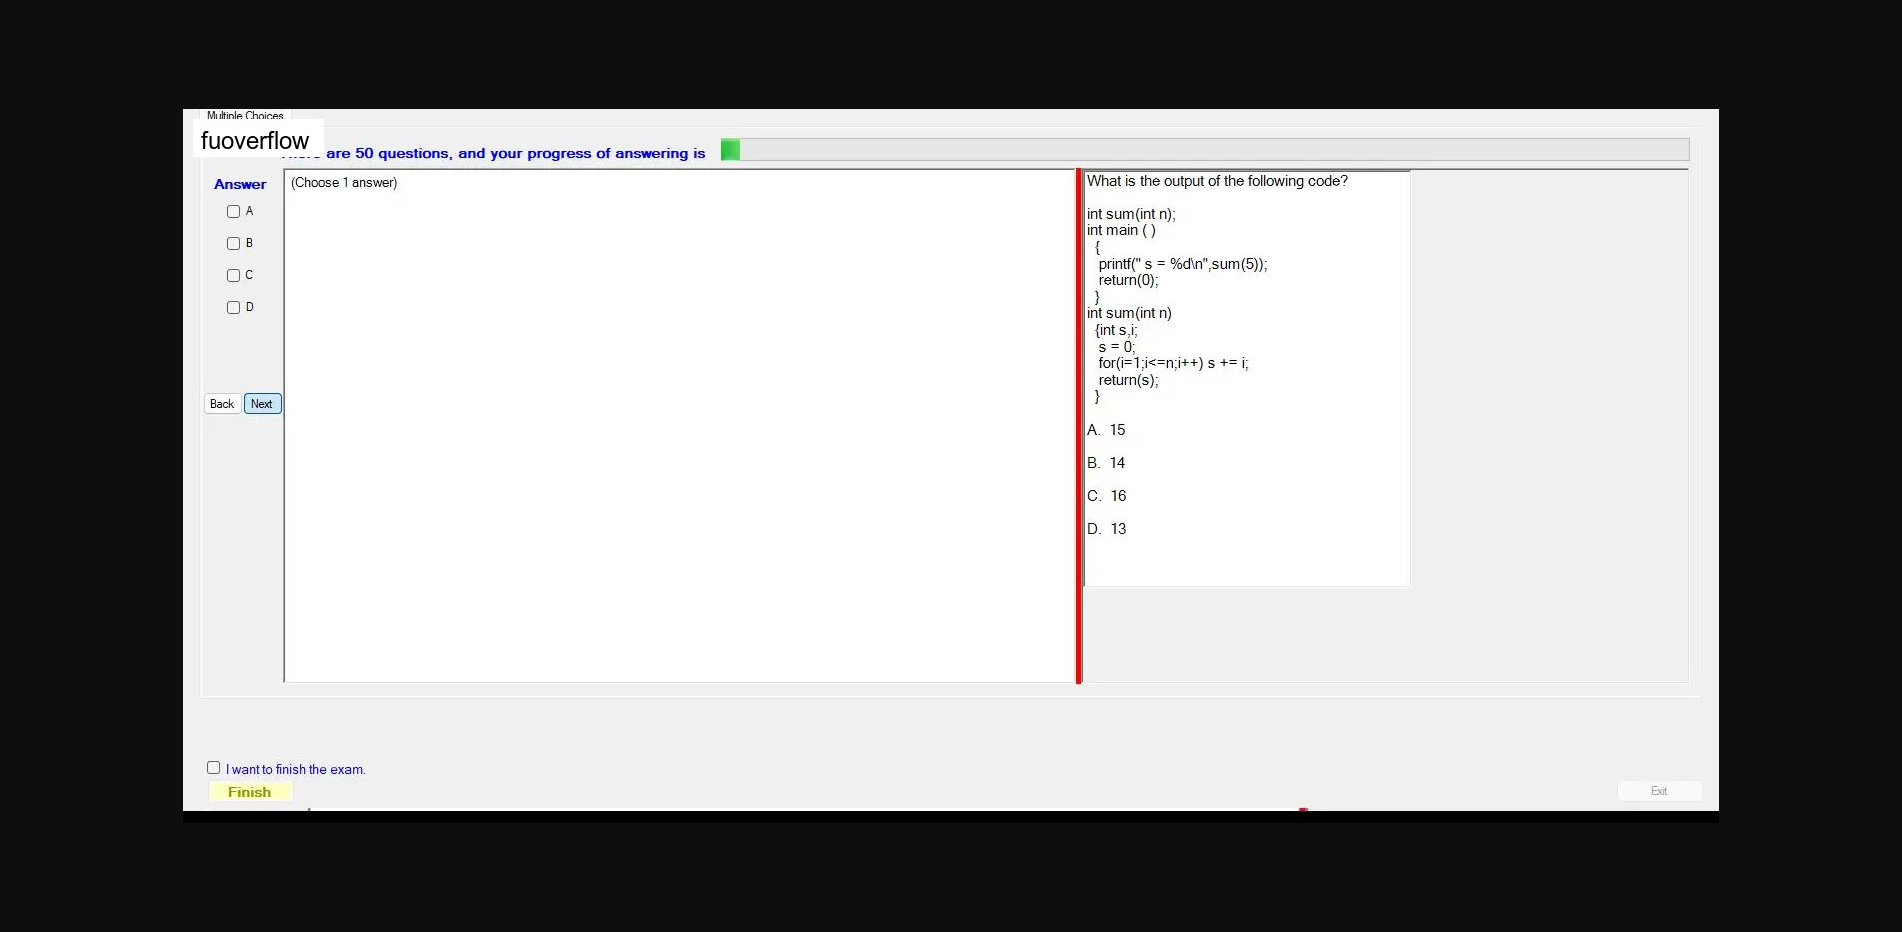 Multiple Choices
fuoverflow
are 50 questions, and your progress of answering is
Answer
A
B
C
D
Back
Next
(Choose 1 answer)
What is the output of the following code?
int sum(int n);
int main ( )
{
printf(" s = %d\n",sum(5));
return(0);
}
int sum(int n)
{int s,i;
s = 0;
for(i=1;i<=n;i++) s += i;
return(s);
}
A. 15
B. 14
C. 16
D. 13
I want to finish the exam.
Finish
Exit